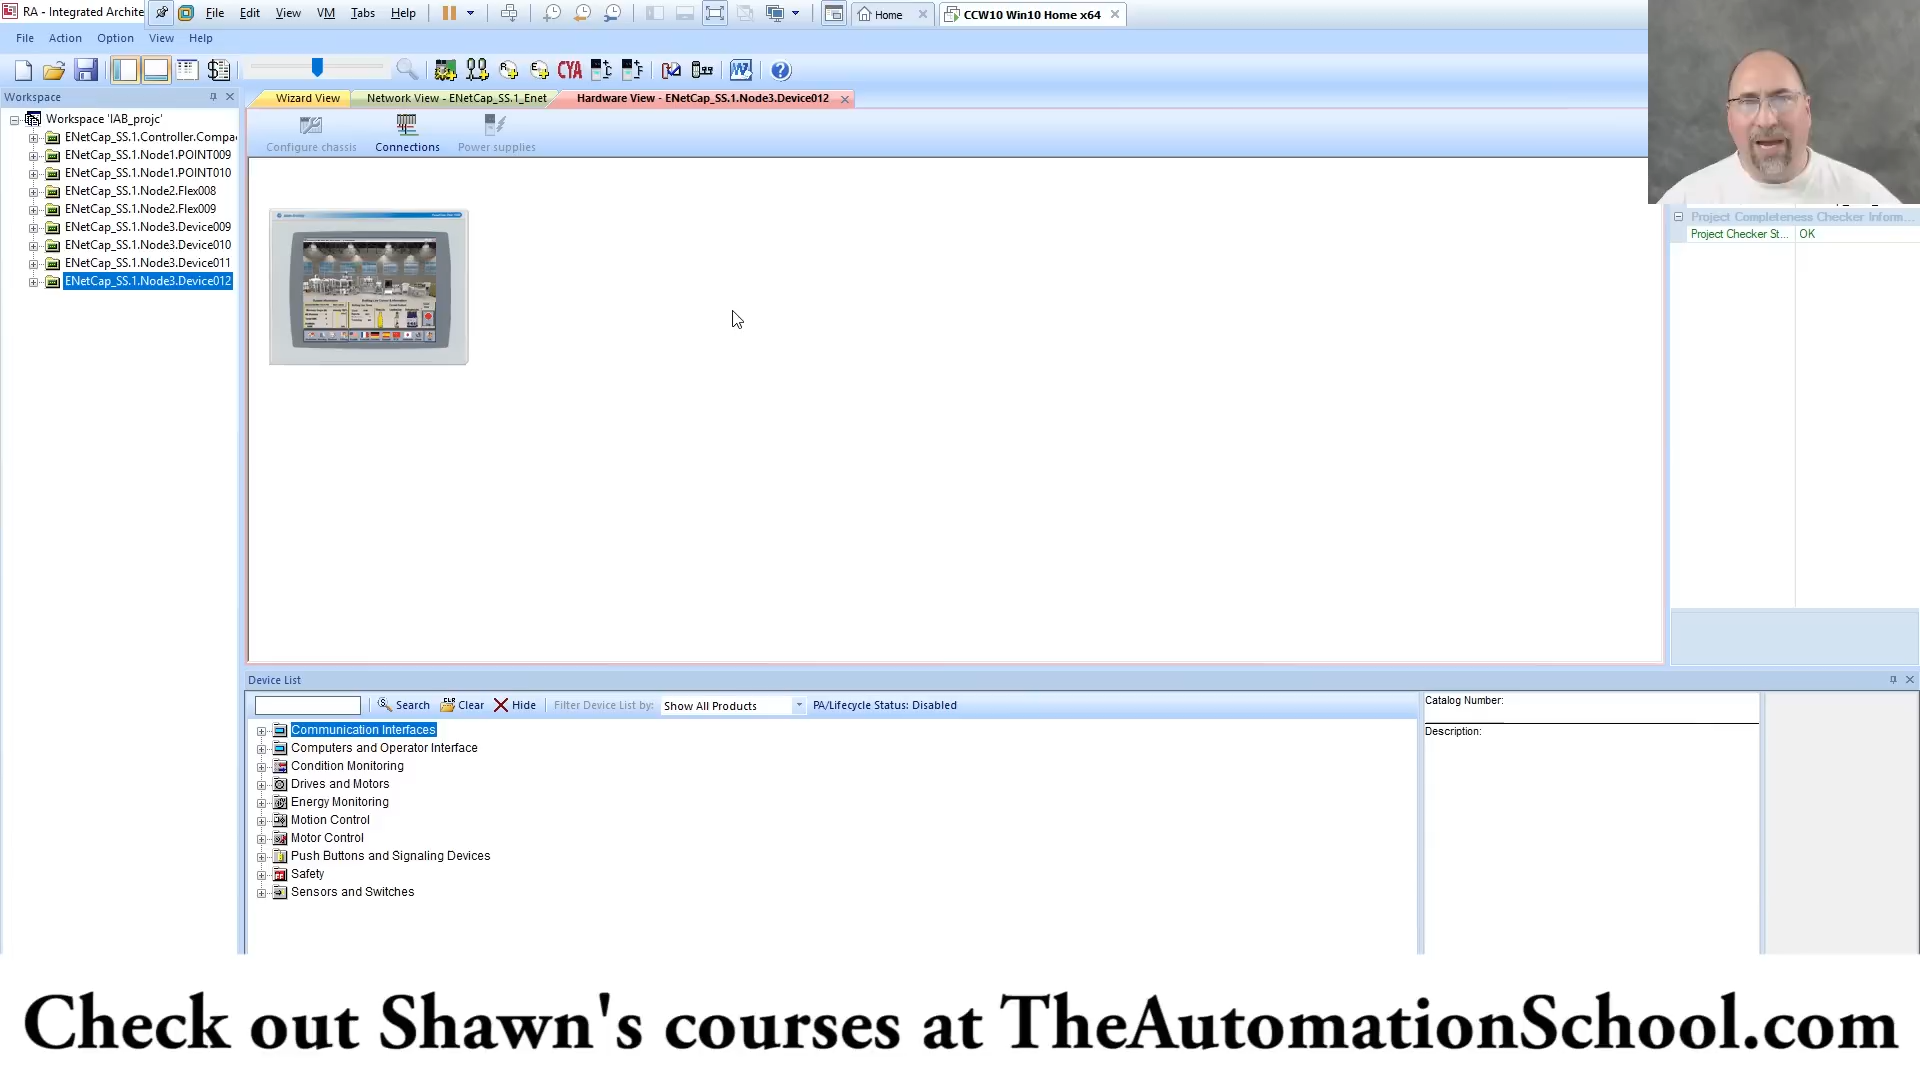 RA - Integrated Archite
File Edit View VM Tabs Help
Home
CCW10 Win10 Home x64
File Action Option View Help
Workspace
Wizard View
Network View - ENetCap_SS.1_Enet
Hardware View - ENetCap_SS.1.Node3.Device012
Workspace 'IAB_projc'
ENetCap_SS.1.Controller.Compac
ENetCap_SS.1.Node1.POINT009
ENetCap_SS.1.Node1.POINT010
ENetCap_SS.1.Node2.Flex008
ENetCap_SS.1.Node2.Flex009
ENetCap_SS.1.Node3.Device009
ENetCap_SS.1.Node3.Device010
ENetCap_SS.1.Node3.Device011
ENetCap_SS.1.Node3.Device012
Configure chassis
Connections
Power supplies
CYA
Project Completeness Checker Inform...
Project Checker St... OK
Device List
Search Clear Hide Filter Device List by: Show All Products PA/Lifecycle Status: Disabled
Communication Interfaces
Computers and Operator Interface
Condition Monitoring
Drives and Motors
Energy Monitoring
Motion Control
Motor Control
Push Buttons and Signaling Devices
Safety
Sensors and Switches
Catalog Number:
Description:
Check out Shawn's courses at TheAutomationSchool.com